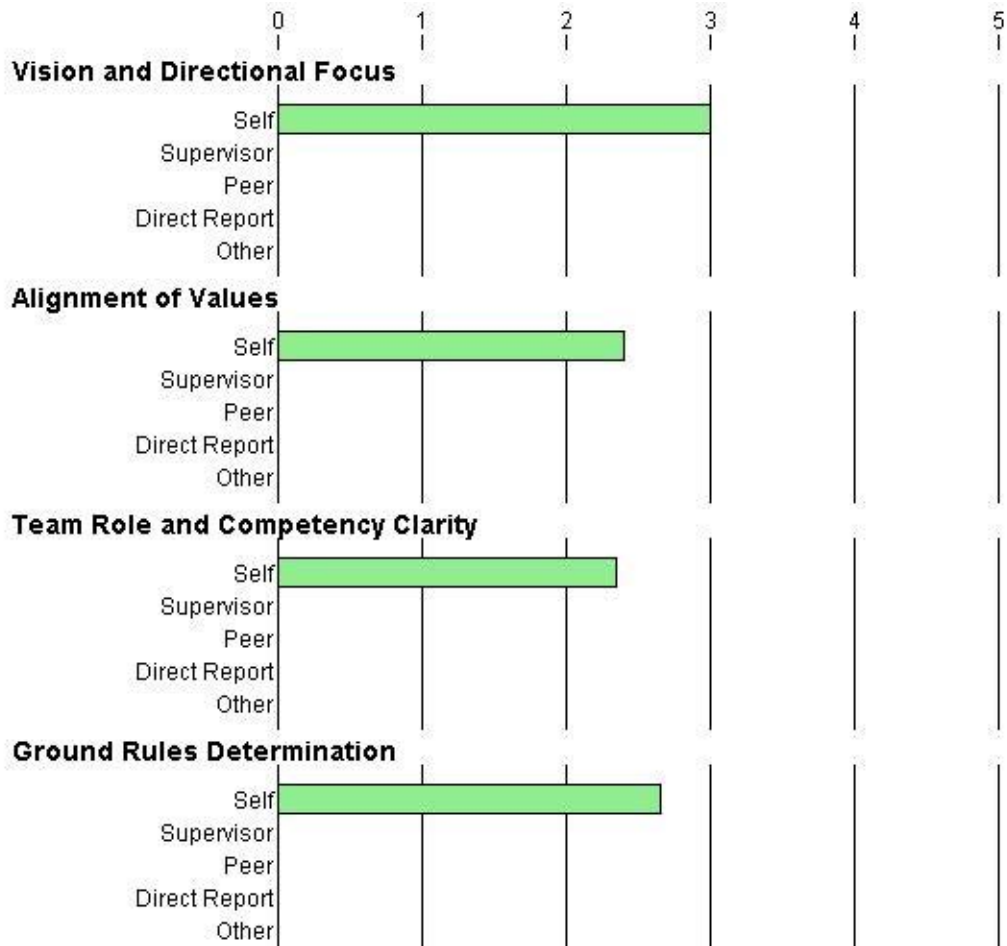 0 1 2 3 4 5
Vision and Directional Focus
Self
Supervisor
Peer
Direct Report
Other
Alignment of Values
Self
Supervisor
Peer
Direct Report
Other
Team Role and Competency Clarity
Self
Supervisor
Peer
Direct Report
Other
Ground Rules Determination
Self
Supervisor
Peer
Direct Report
Other